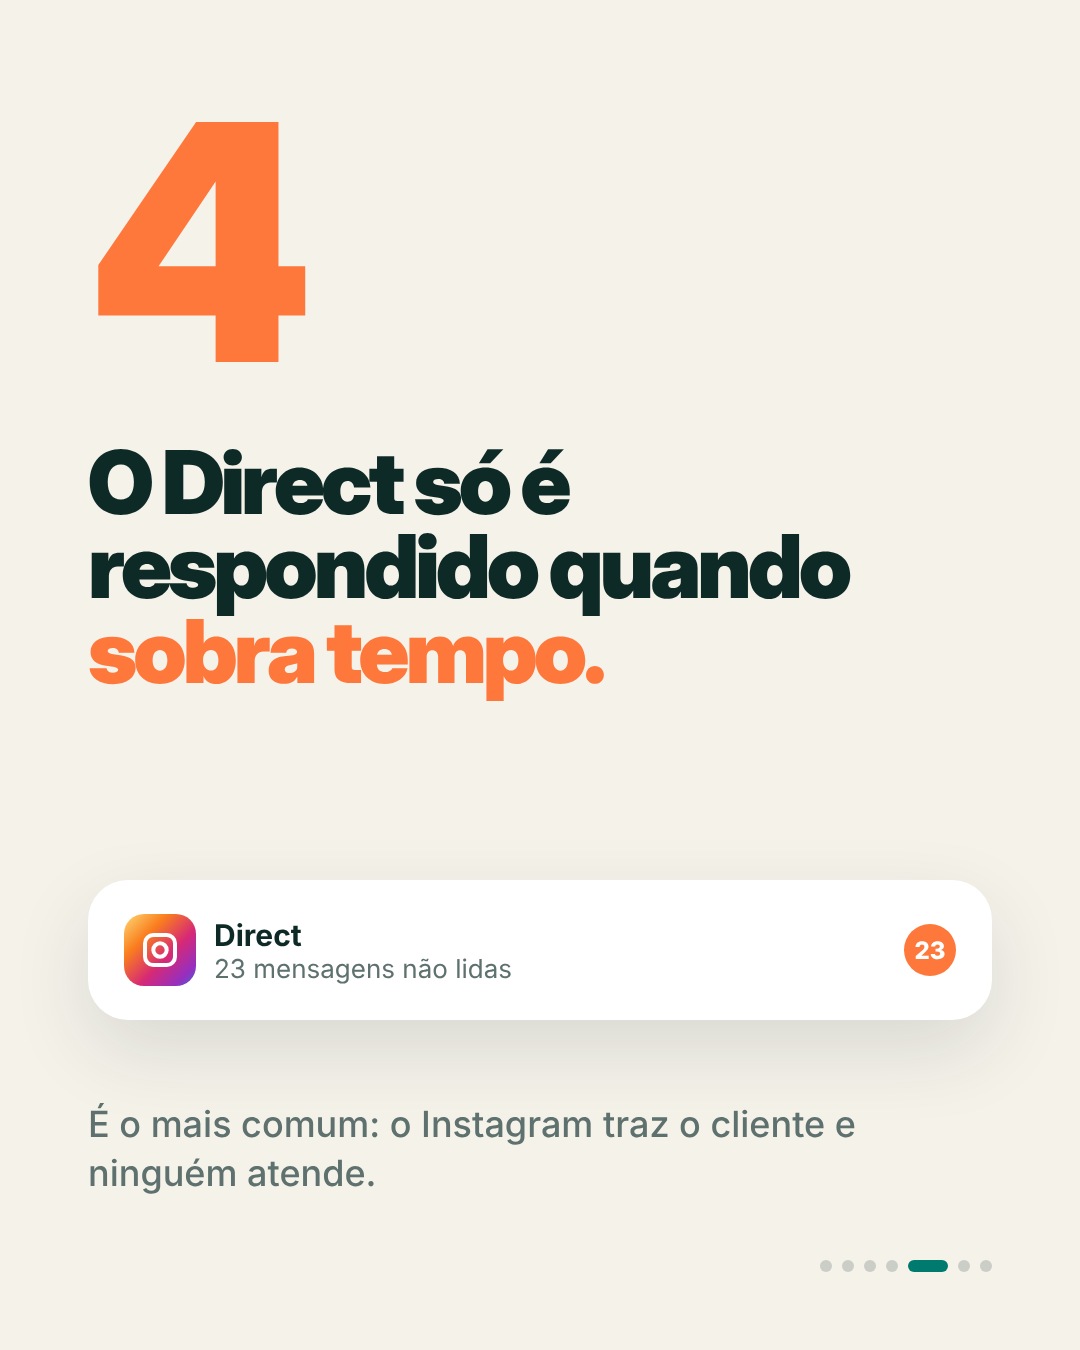 4
O Direct só é
respondido quando
sobra tempo.
Direct
23 mensagens não lidas
23
É o mais comum: o Instagram traz o cliente e
ninguém atende.